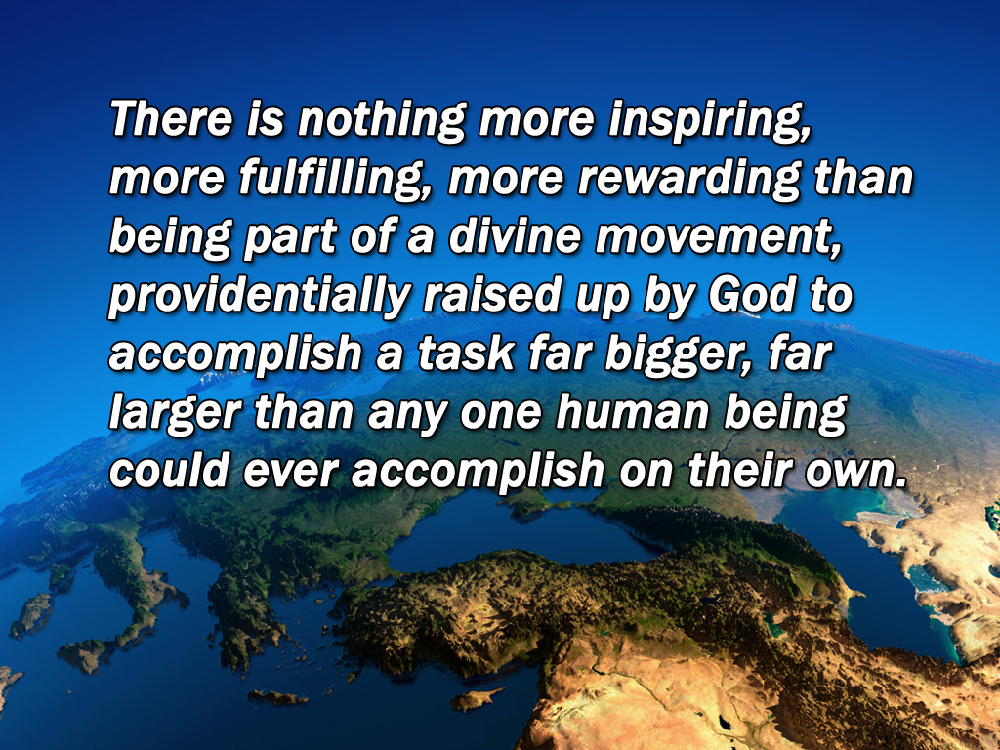 There is nothing more inspiring,
more fulfilling, more rewarding than
being part of a divine movement,
providentially raised up by God to
accomplish a task far bigger, far
larger than any one human being
could ever accomplish on their own.